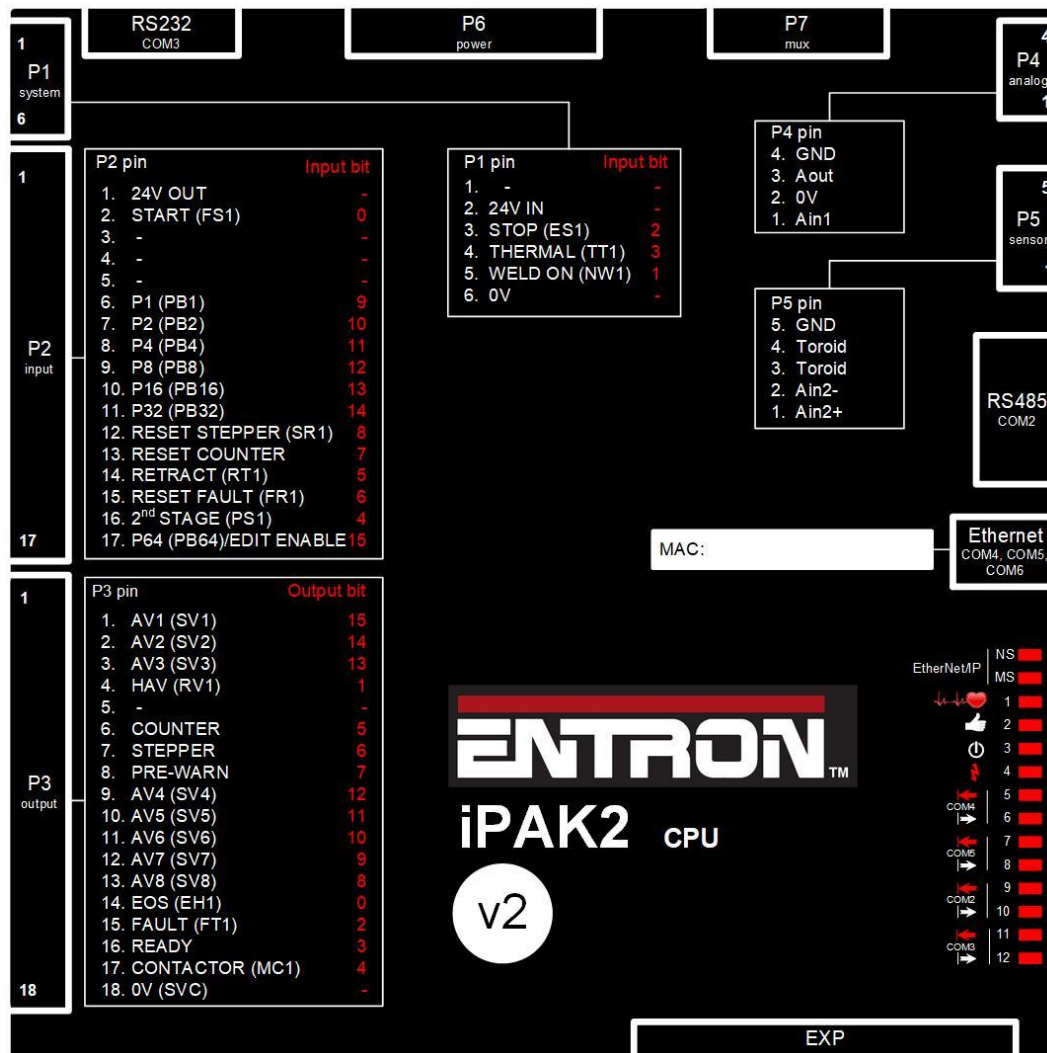 RS232
COM3
P6
power
P7
mux
1
P1
system
6
4
P4
analog
1
P4 pin
4. GND
3. Aout
2. 0V
1. Ain1
1
P2
input
17
P2 pin Input bit
1. 24V OUT -
2. START (FS1) 0
3. - -
4. - -
5. - -
6. P1 (PB1) 9
7. P2 (PB2) 10
8. P4 (PB4) 11
9. P8 (PB8) 12
10. P16 (PB16) 13
11. P32 (PB32) 14
12. RESET STEPPER (SR1) 8
13. RESET COUNTER 7
14. RETRACT (RT1) 5
15. RESET FAULT (FR1) 6
16. 2nd STAGE (PS1) 4
17. P64 (PB64)/EDIT ENABLE 15
P1 pin Input bit
1. - -
2. 24V IN -
3. STOP (ES1) 2
4. THERMAL (TT1) 3
5. WELD ON (NW1) 1
6. 0V -
5
P5
sensor
P5 pin
5. GND
4. Toroid
3. Toroid
2. Ain2-
1. Ain2+
RS485
COM2
MAC:
Ethernet
COM4, COM5,
COM6
1
P3
output
18
P3 pin Output bit
1. AV1 (SV1) 15
2. AV2 (SV2) 14
3. AV3 (SV3) 13
4. HAV (RV1) 1
5. - -
6. COUNTER 5
7. STEPPER 6
8. PRE-WARN 7
9. AV4 (SV4) 12
10. AV5 (SV5) 11
11. AV6 (SV6) 10
12. AV7 (SV7) 9
13. AV8 (SV8) 8
14. EOS (EH1) 0
15. FAULT (FT1) 2
16. READY 3
17. CONTACTOR (MC1) 4
18. 0V (SVC) -
ENTRON TM
iPAK2 CPU
v2
EtherNet/IP
NS
MS
1
2
3
4
COM4
5
6
COM5
7
8
COM2
9
10
COM3
11
12
EXP